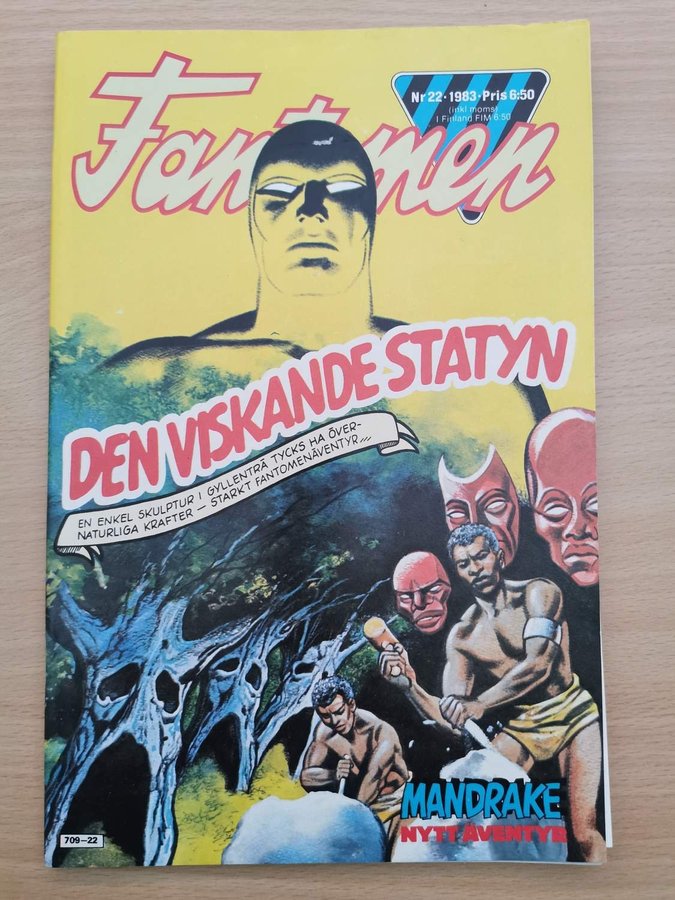 Fantomen
Nr 22 · 1983 · Pris 6:50
(inkl moms)
I Finland FIM 6:50
DEN VISKANDE STATYN
EN ENKEL SKULPTUR I GYLLENTRÄ TYCKS HA ÖVER-
NATURLIGA KRAFTER – STARKT FANTOMENÄVENTYR...
MANDRAKE
NYTT ÄVENTYR
709–22